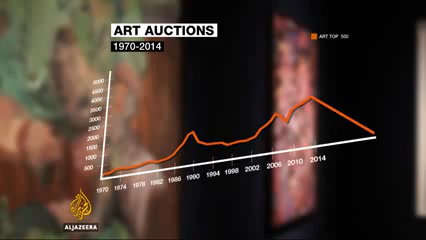 ART AUCTIONS
1970-2014
ART TOP 500
5000
4500
4000
3500
2500
2000
1500
1000
500
1970 1974 1978 1982 1986 1990 1994 1998 2002 2006 2010 2014
ALJAZEERA